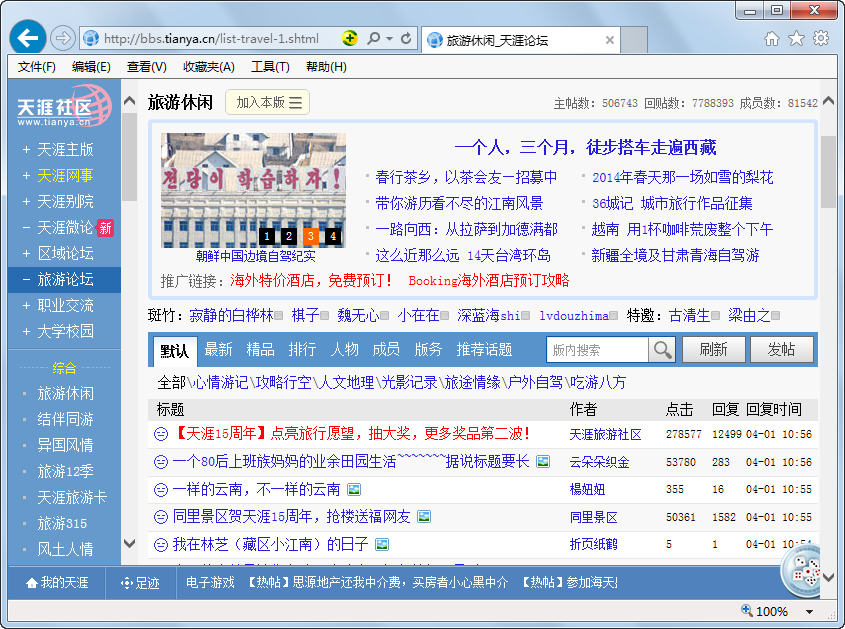 http://bbs.tianya.cn/list-travel-1.shtml
旅游休闲_天涯论坛
文件(F) 编辑(E) 查看(V) 收藏夹(A) 工具(T) 帮助(H)
天涯社区
www.tianya.cn
+ 天涯主版
+ 天涯网事
+ 天涯别院
− 天涯微论 新
+ 区域论坛
− 旅游论坛
+ 职业交流
+ 大学校园
综合
旅游休闲
结伴同游
异国风情
旅游12季
天涯旅游卡
旅游315
风土人情
旅游休闲 加入本版
主帖数：506743 回贴数：7788393 成员数：81542
전당이 학습하자!
1 2 3 4
朝鲜中国边境自驾纪实
一个人，三个月，徒步搭车走遍西藏
春行茶乡，以茶会友一招募中
2014年春天那一场如雪的梨花
带你游历看不尽的江南风景
36城记 城市旅行作品征集
一路向西：从拉萨到加德满都
越南 用1杯咖啡荒废整个下午
这么近那么远 14天台湾环岛
新疆全境及甘肃青海自驾游
推广链接：海外特价酒店，免费预订！ Booking海外酒店预订攻略
斑竹：寂静的白桦林 棋子 魏无心 小在在 深蓝海shi lvdouzhima 特邀：古清生 梁由之
默认 最新 精品 排行 人物 成员 版务 推荐话题 版内搜索 刷新 发帖
全部\心情游记\攻略行空\人文地理\光影记录\旅途情缘\户外自驾\吃游八方
标题 作者 点击 回复 回复时间
【天涯15周年】点亮旅行愿望，抽大奖，更多奖品第二波！ 天涯旅游社区 278577 12499 04-01 10:56
一个80后上班族妈妈的业余田园生活~~~~~~~据说标题要长 云朵朵织金 53780 283 04-01 10:56
一样的云南，不一样的云南 楊妞妞 355 16 04-01 10:55
同里景区贺天涯15周年，抢楼送福网友 同里景区 50361 1582 04-01 10:55
我在林芝（藏区小江南）的日子 折页纸鹤 5 1 04-01 10:54
我的天涯 足迹 电子游戏 【热帖】思源地产还我中介费，买房者小心黑中介 【热帖】参加海天
100%